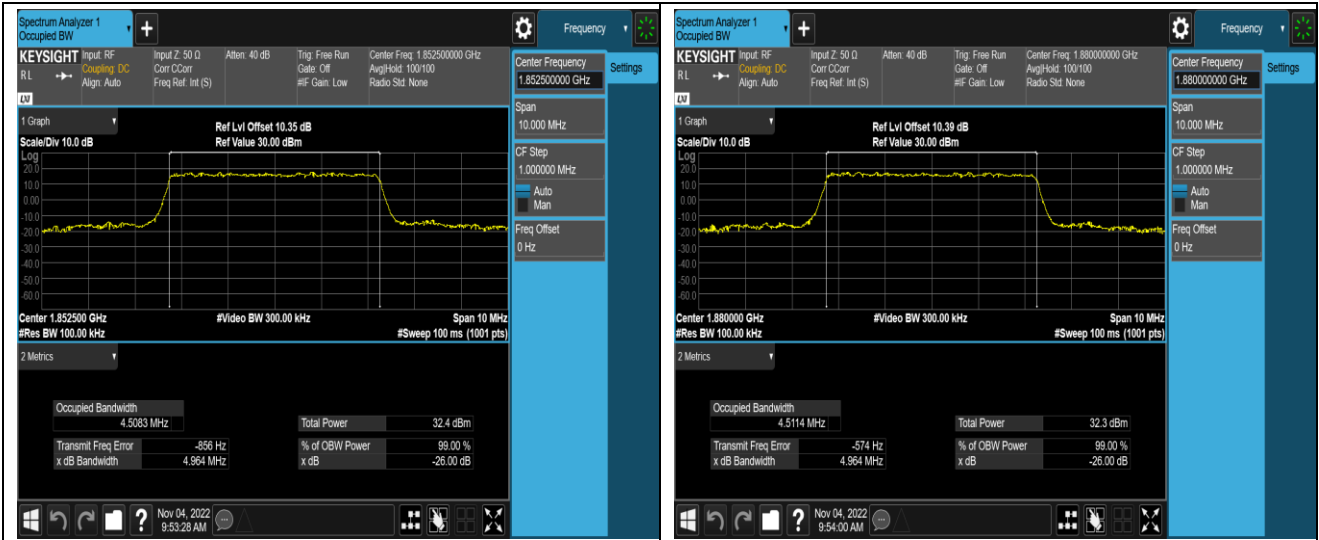 Spectrum Analyzer 1
Occupied BW
+
Frequency
KEYSIGHT
Input: RF
Input Z: 50 Ω
Atten: 40 dB
Trig: Free Run
Center Freq: 1.852500000 GHz
Coupling: DC
Corr CCorr
Gate: Off
Avg|Hold: 100/100
RL
Align: Auto
Freq Ref: Int (S)
#IF Gain: Low
Radio Std: None
LXI
Center Frequency
1.852500000 GHz
Settings
Span
10.000 MHz
CF Step
1.000000 MHz
Auto
Man
Freq Offset
0 Hz
1 Graph
Ref Lvl Offset 10.35 dB
Scale/Div 10.0 dB
Ref Value 30.00 dBm
Log
20.0
10.0
0.00
-10.0
-20.0
-30.0
-40.0
-50.0
-60.0
Center 1.852500 GHz
#Video BW 300.00 kHz
Span 10 MHz
#Res BW 100.00 kHz
#Sweep 100 ms (1001 pts)
2 Metrics
Occupied Bandwidth
4.5083 MHz
Total Power
32.4 dBm
Transmit Freq Error
-856 Hz
% of OBW Power
99.00 %
x dB Bandwidth
4.964 MHz
x dB
-26.00 dB
?
Nov 04, 2022
9:53:28 AM
Spectrum Analyzer 1
Occupied BW
+
Frequency
KEYSIGHT
Input: RF
Input Z: 50 Ω
Atten: 40 dB
Trig: Free Run
Center Freq: 1.880000000 GHz
Coupling: DC
Corr CCorr
Gate: Off
Avg|Hold: 100/100
RL
Align: Auto
Freq Ref: Int (S)
#IF Gain: Low
Radio Std: None
LXI
Center Frequency
1.880000000 GHz
Settings
Span
10.000 MHz
CF Step
1.000000 MHz
Auto
Man
Freq Offset
0 Hz
1 Graph
Ref Lvl Offset 10.39 dB
Scale/Div 10.0 dB
Ref Value 30.00 dBm
Log
20.0
10.0
0.00
-10.0
-20.0
-30.0
-40.0
-50.0
-60.0
Center 1.880000 GHz
#Video BW 300.00 kHz
Span 10 MHz
#Res BW 100.00 kHz
#Sweep 100 ms (1001 pts)
2 Metrics
Occupied Bandwidth
4.5114 MHz
Total Power
32.3 dBm
Transmit Freq Error
-574 Hz
% of OBW Power
99.00 %
x dB Bandwidth
4.964 MHz
x dB
-26.00 dB
?
Nov 04, 2022
9:54:00 AM